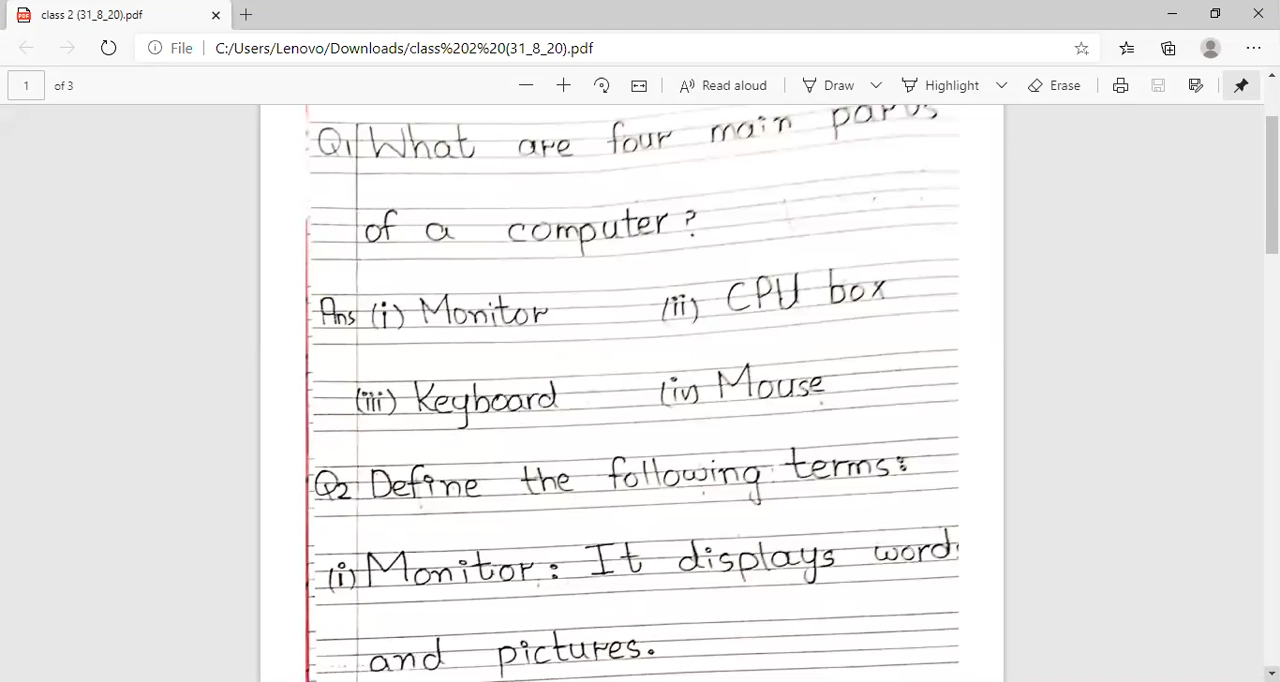 class 2 (31_8_20).pdf
File C:/Users/Lenovo/Downloads/class%202%20(31_8_20).pdf
1 of 3 Read aloud Draw Highlight Erase
Q1 What are four main parts
of a computer?
Ans (i) Monitor (ii) CPU box
(iii) Keyboard (iv) Mouse
Q2 Define the following terms:
(i) Monitor: It displays word
and pictures.